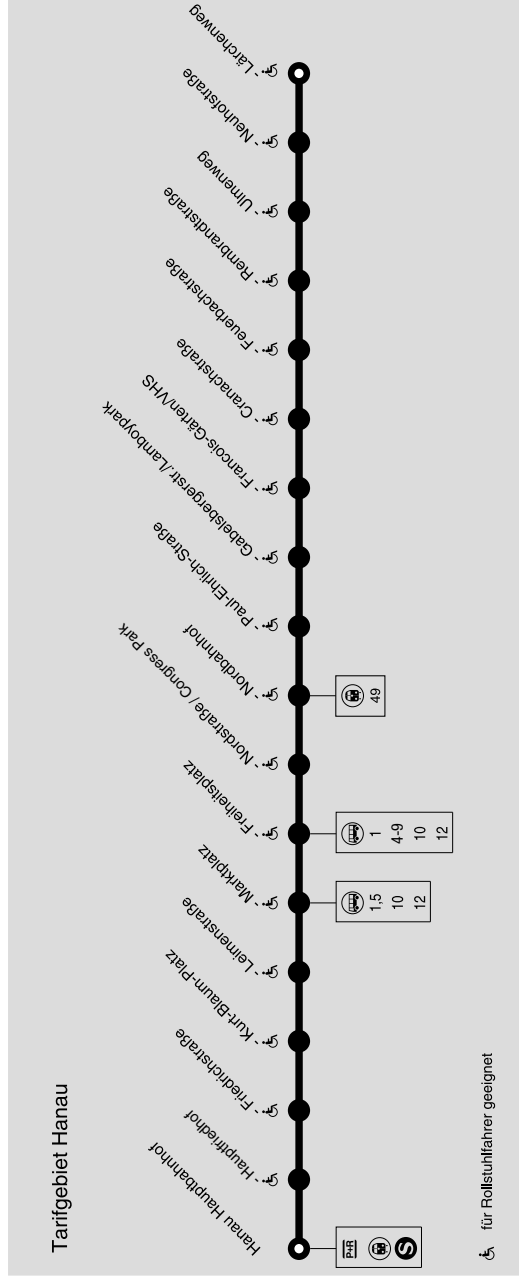 Tarifgebiet Hanau
Hanau Hauptbahnhof
Hauptfriedhof
Friedrichstraße
Kurt-Blaum-Platz
Leimenstraße
Marktplatz
Freiheitsplatz
Nordstraße / Congress Park
Nordbahnhof
Paul-Ehrlich-Straße
Gabelsbergerstr./Lamboypark
Francois-Gärten/VHS
Cranachstraße
Feuerbachstraße
Rembrandtstraße
Ulmenweg
Neuhofstraße
Lärchenweg
P+R
S
1,5
10
12
1
4-9
10
12
49
für Rollstuhlfahrer geeignet